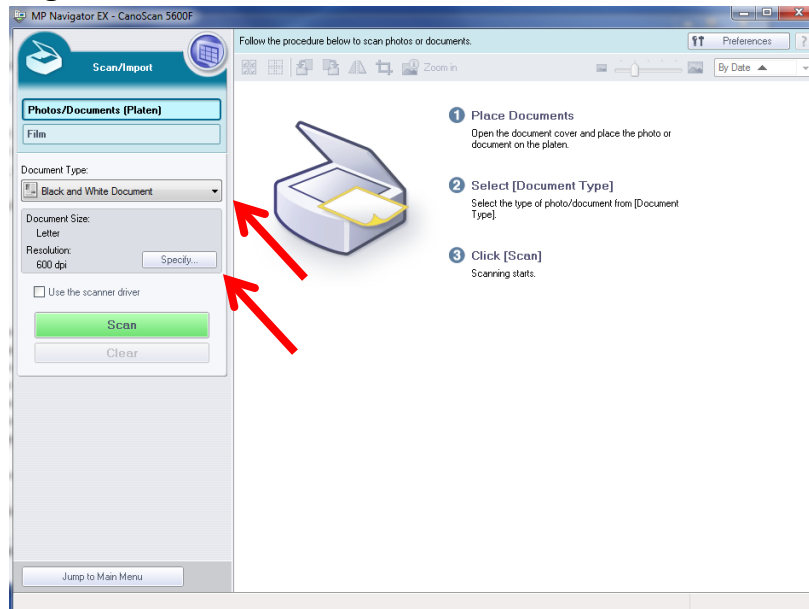 MP Navigator EX - CanoScan 5600F
Scan/Import
Follow the procedure below to scan photos or documents.
Preferences
?
Zoom in
By Date
Photos/Documents (Platen)
Film
Document Type:
Black and White Document
Document Size:
Letter
Resolution:
600 dpi
Specify...
Use the scanner driver
Scan
Clear
1 Place Documents
Open the document cover and place the photo or
document on the platen.
2 Select [Document Type]
Select the type of photo/document from [Document
Type].
3 Click [Scan]
Scanning starts.
Jump to Main Menu